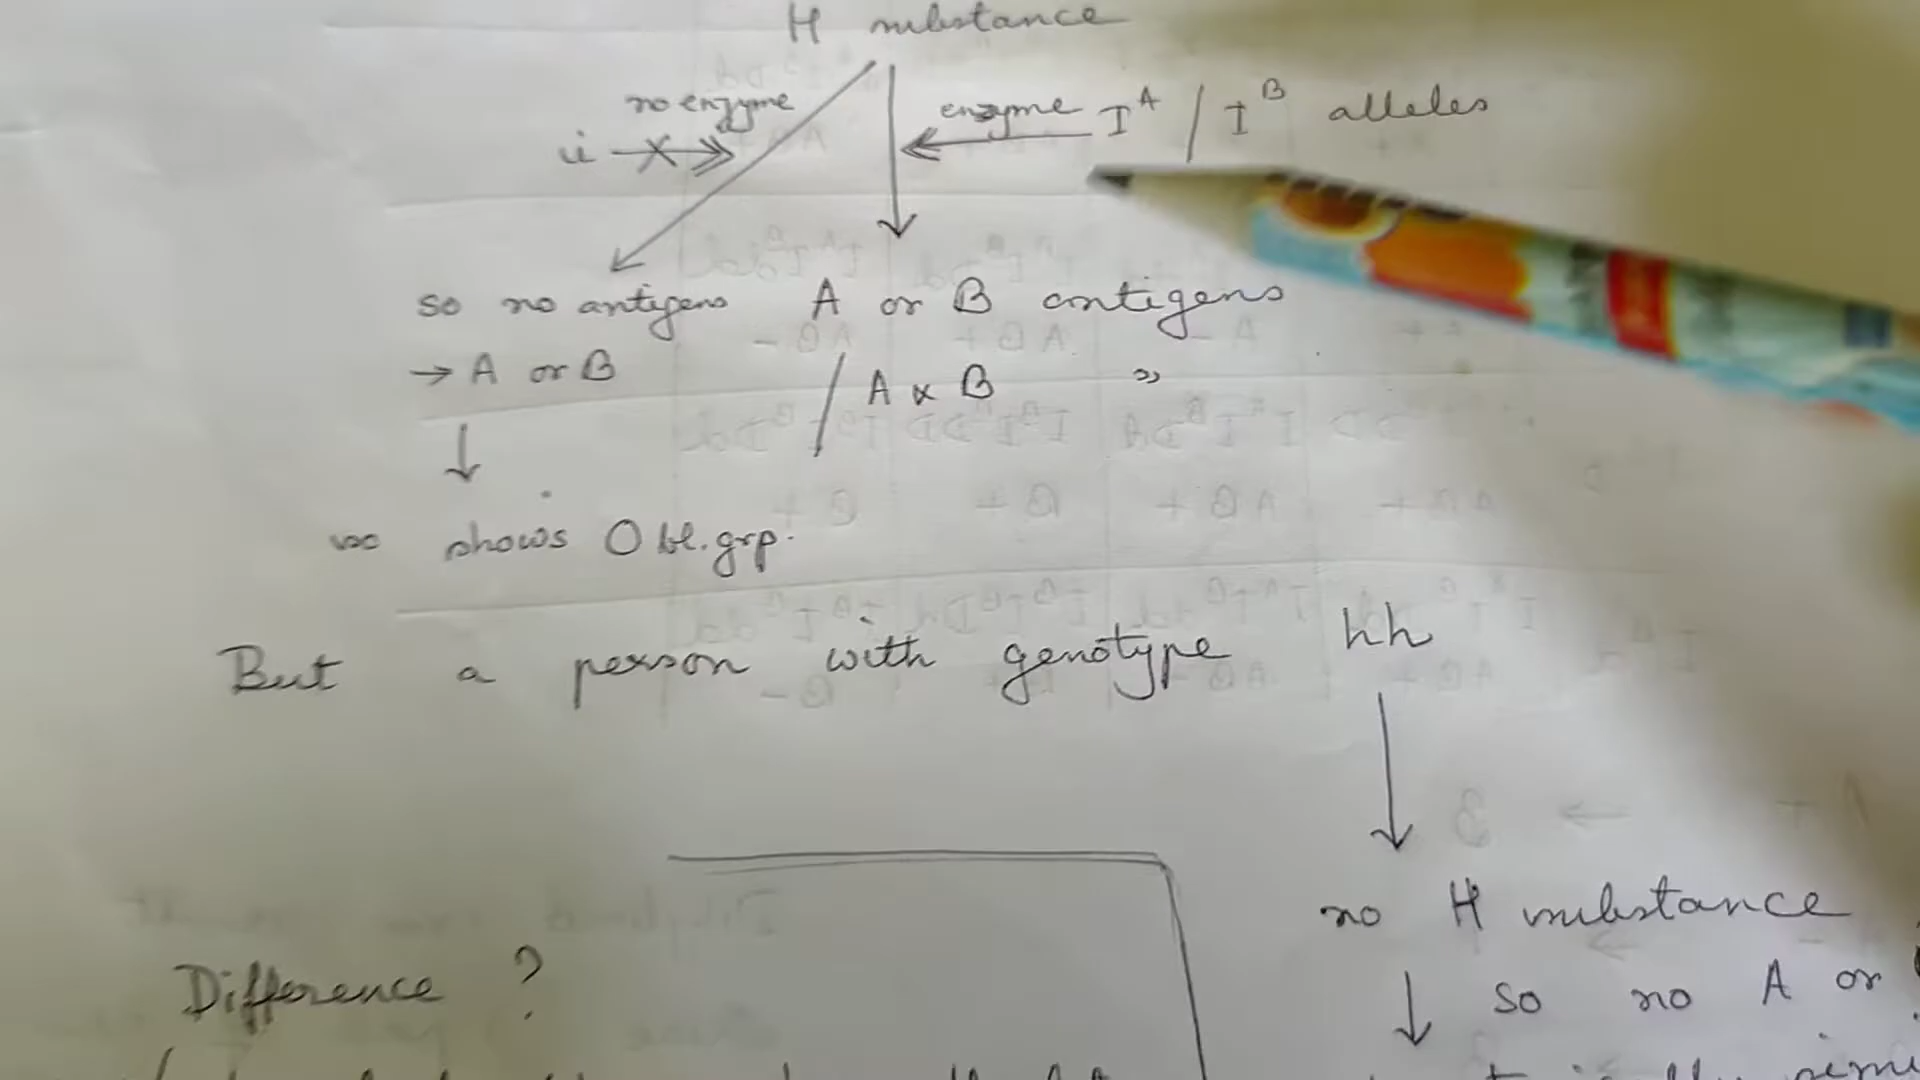 H substance
no enzyme
enzyme I^A / I^B alleles
ii
so no antigens
A or B antigens
→ A or B
/ A & B "
so shows O bl. grp.
But a person with genotype hh
no H substance
so no A or
Difference ?